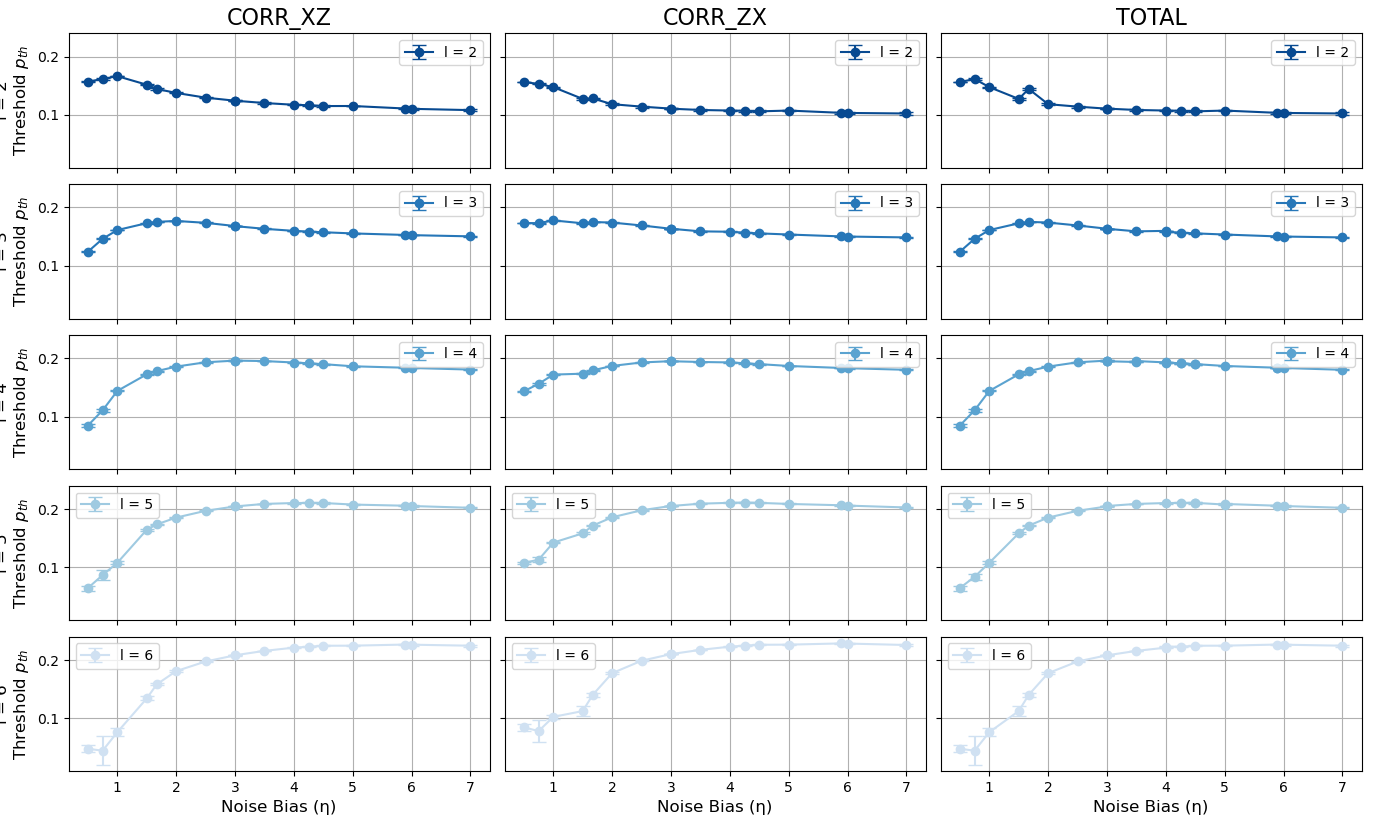 CORR_XZ CORR_ZX TOTAL
Threshold p_th
0.2
0.1
l = 2
l = 2
l = 2
Threshold p_th
0.2
0.1
l = 3
l = 3
l = 3
Threshold p_th
0.2
0.1
l = 4
l = 4
l = 4
Threshold p_th
0.2
0.1
l = 5
l = 5
l = 5
Threshold p_th
0.2
0.1
l = 6
l = 6
l = 6
1 2 3 4 5 6 7
1 2 3 4 5 6 7
1 2 3 4 5 6 7
Noise Bias (η) Noise Bias (η) Noise Bias (η)